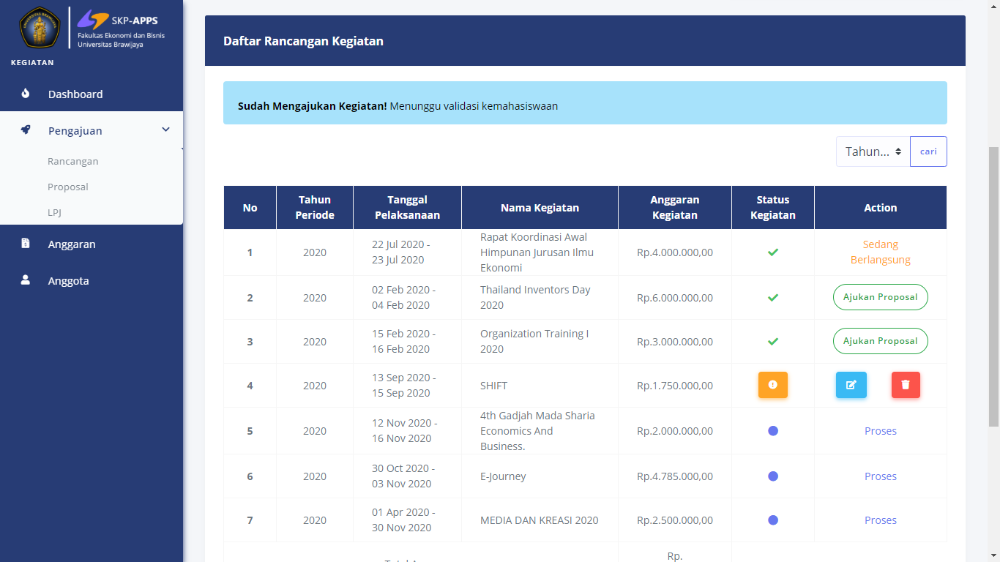 UNIVERSITAS BRAWIJAYA
SKP-APPS
Fakultas Ekonomi dan Bisnis
Universitas Brawijaya
KEGIATAN
Dashboard
Pengajuan
Rancangan
Proposal
LPJ
Anggaran
Anggota
Daftar Rancangan Kegiatan
Sudah Mengajukan Kegiatan! Menunggu validasi kemahasiswaan
Tahun... cari
No Tahun Periode Tanggal Pelaksanaan Nama Kegiatan Anggaran Kegiatan Status Kegiatan Action
1 2020 22 Jul 2020 - 23 Jul 2020 Rapat Koordinasi Awal Himpunan Jurusan Ilmu Ekonomi Rp.4.000.000,00 Sedang Berlangsung
2 2020 02 Feb 2020 - 04 Feb 2020 Thailand Inventors Day 2020 Rp.6.000.000,00 Ajukan Proposal
3 2020 15 Feb 2020 - 16 Feb 2020 Organization Training I 2020 Rp.3.000.000,00 Ajukan Proposal
4 2020 13 Sep 2020 - 15 Sep 2020 SHIFT Rp.1.750.000,00
5 2020 12 Nov 2020 - 16 Nov 2020 4th Gadjah Mada Sharia Economics And Business. Rp.2.000.000,00 Proses
6 2020 30 Oct 2020 - 03 Nov 2020 E-Journey Rp.4.785.000,00 Proses
7 2020 01 Apr 2020 - 30 Nov 2020 MEDIA DAN KREASI 2020 Rp.2.500.000,00 Proses
Rp.